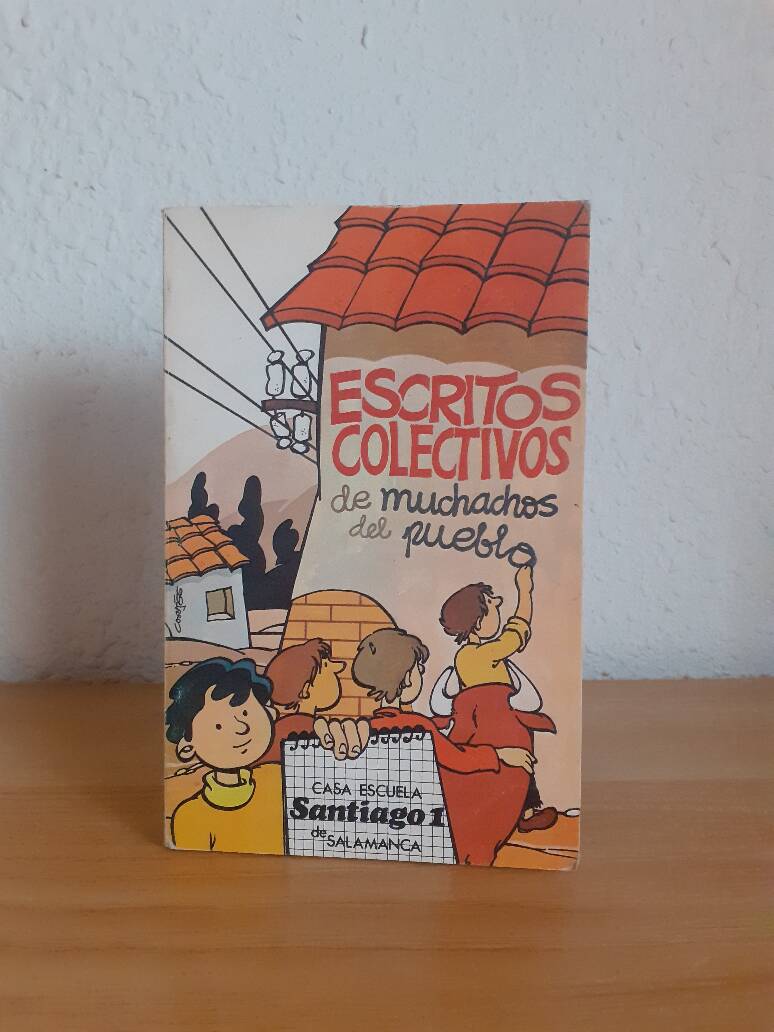 ESCRITOS
COLECTIVOS
de muchachos
del pueblo
CASA ESCUELA
Santiago 1
de SALAMANCA